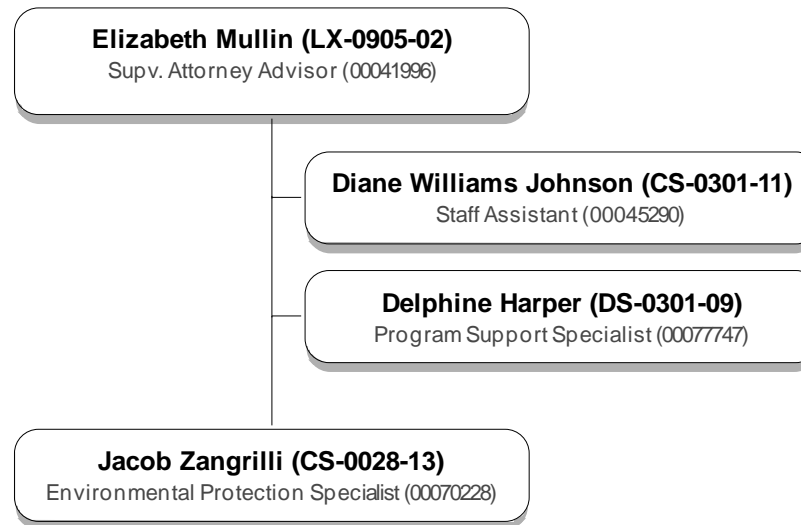 Elizabeth Mullin (LX-0905-02)
Supv. Attorney Advisor (00041996)
Diane Williams Johnson (CS-0301-11)
Staff Assistant (00045290)
Delphine Harper (DS-0301-09)
Program Support Specialist (00077747)
Jacob Zangrilli (CS-0028-13)
Environmental Protection Specialist (00070228)